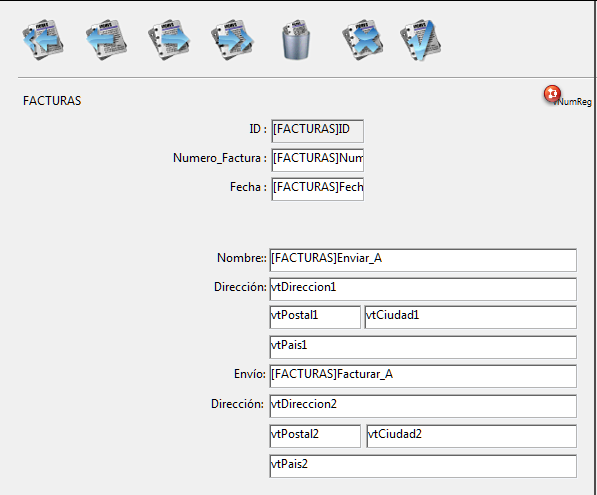 FACTURAS
vNumReg
ID :
[FACTURAS]ID
Numero_Factura :
[FACTURAS]Num
Fecha :
[FACTURAS]Fech
Nombre::
[FACTURAS]Enviar_A
Dirección:
vtDireccion1
vtPostal1 vtCiudad1
vtPais1
Envío:
[FACTURAS]Facturar_A
Dirección:
vtDireccion2
vtPostal2 vtCiudad2
vtPais2